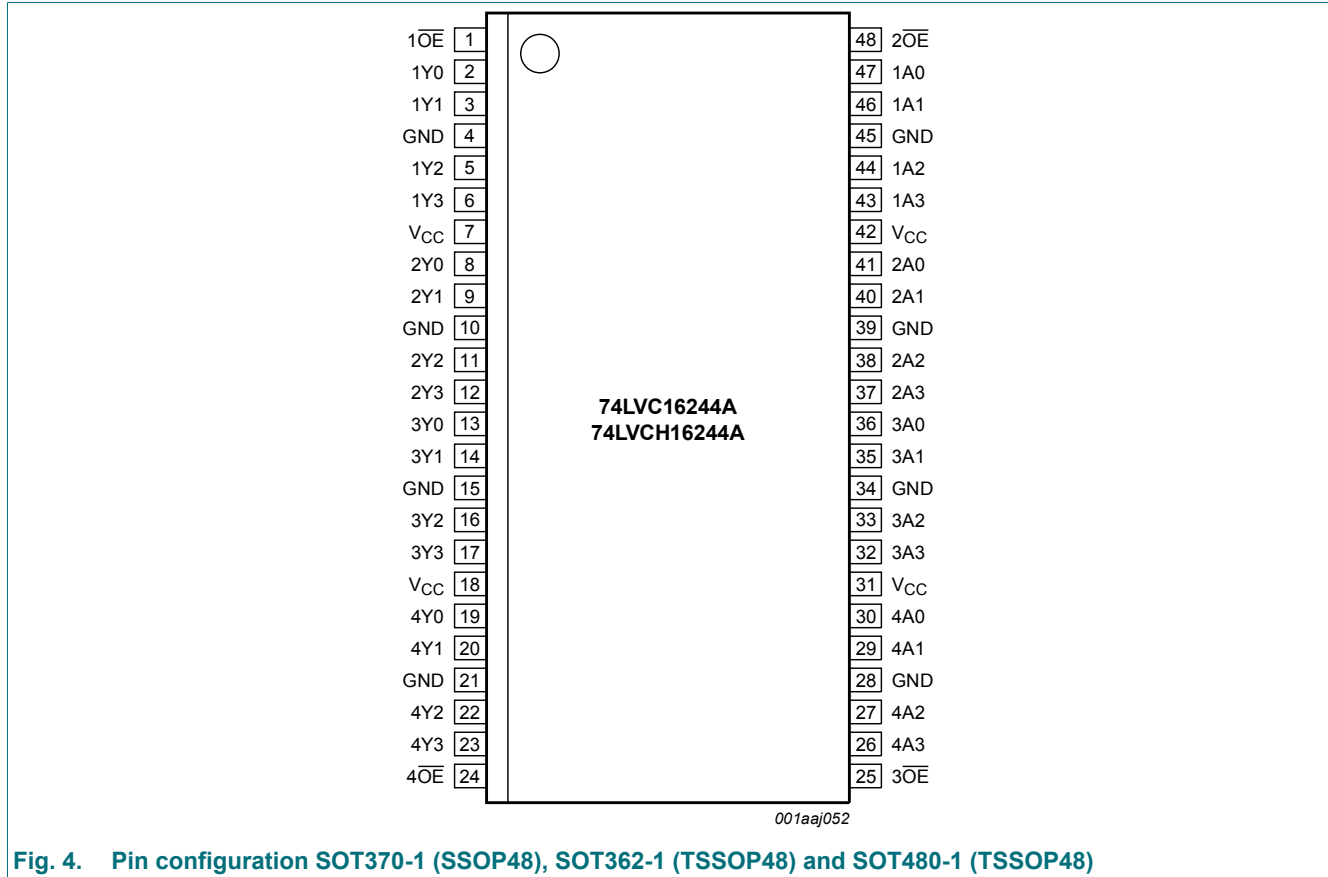 1O̅E̅ 1 48 2O̅E̅
1Y0 2 47 1A0
1Y1 3 46 1A1
GND 4 45 GND
1Y2 5 44 1A2
1Y3 6 43 1A3
VCC 7 42 VCC
2Y0 8 41 2A0
2Y1 9 40 2A1
GND 10 39 GND
2Y2 11 38 2A2
2Y3 12 37 2A3
74LVC16244A
74LVCH16244A
3Y0 13 36 3A0
3Y1 14 35 3A1
GND 15 34 GND
3Y2 16 33 3A2
3Y3 17 32 3A3
VCC 18 31 VCC
4Y0 19 30 4A0
4Y1 20 29 4A1
GND 21 28 GND
4Y2 22 27 4A2
4Y3 23 26 4A3
4O̅E̅ 24 25 3O̅E̅
001aaj052
Fig. 4. Pin configuration SOT370-1 (SSOP48), SOT362-1 (TSSOP48) and SOT480-1 (TSSOP48)